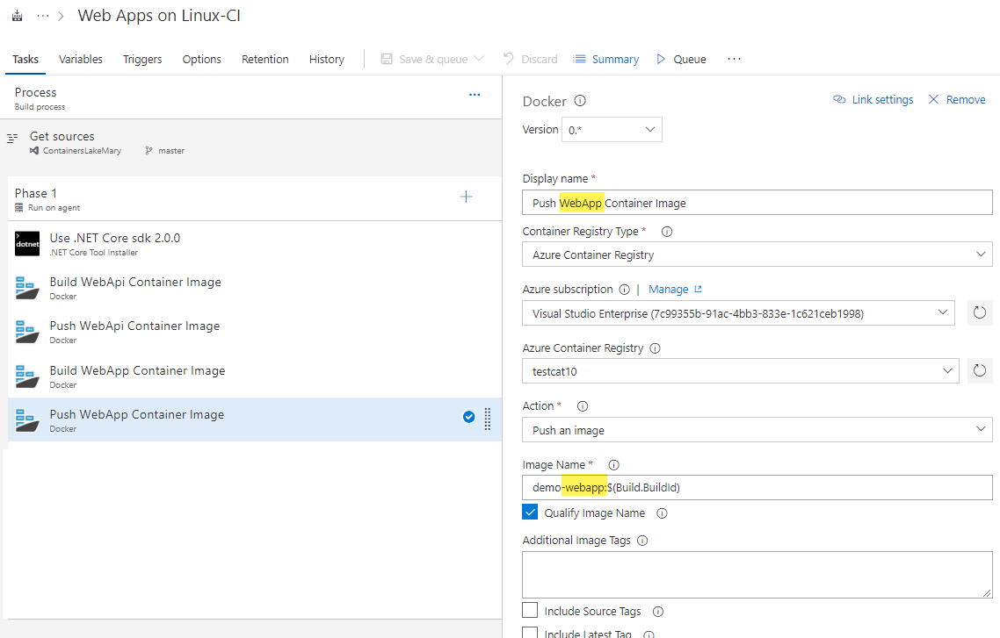 ··· > Web Apps on Linux-CI
Tasks Variables Triggers Options Retention History Save & queue Discard Summary Queue ···
Process ···
Build process
Get sources
ContainersLakeMary master
Phase 1
Run on agent
dotnet
Use .NET Core sdk 2.0.0
.NET Core Tool Installer
Build WebApi Container Image
Docker
Push WebApi Container Image
Docker
Build WebApp Container Image
Docker
Push WebApp Container Image
Docker
Docker
Link settings Remove
Version 0.*
Display name *
Push WebApp Container Image
Container Registry Type *
Azure Container Registry
Azure subscription | Manage
Visual Studio Enterprise (7c99355b-91ac-4bb3-833e-1c621ceb1998)
Azure Container Registry
testcat10
Action *
Push an image
Image Name *
demo-webapp:$(Build.BuildId)
Qualify Image Name
Additional Image Tags
Include Source Tags
Include Latest Tag